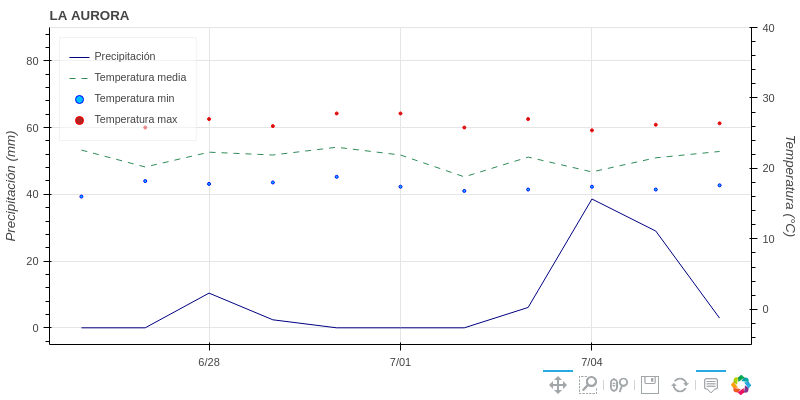 LA AURORA
Precipitación
Temperatura media
Temperatura min
Temperatura max
Precipitación (mm)
80
60
40
20
0
Temperatura (°C)
40
30
20
10
0
6/28
7/01
7/04